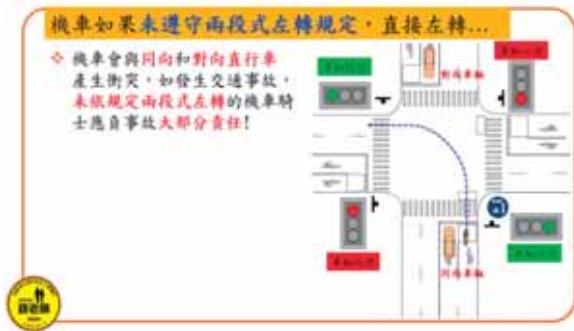 機車如果未遵守兩段式左轉規定，直接左轉...
❖ 機車會與同向和對向直行車
產生衝突，如發生交通事故，
未依規定兩段式左轉的機車騎
士應負事故大部分責任!
對向車輛
同向車輛